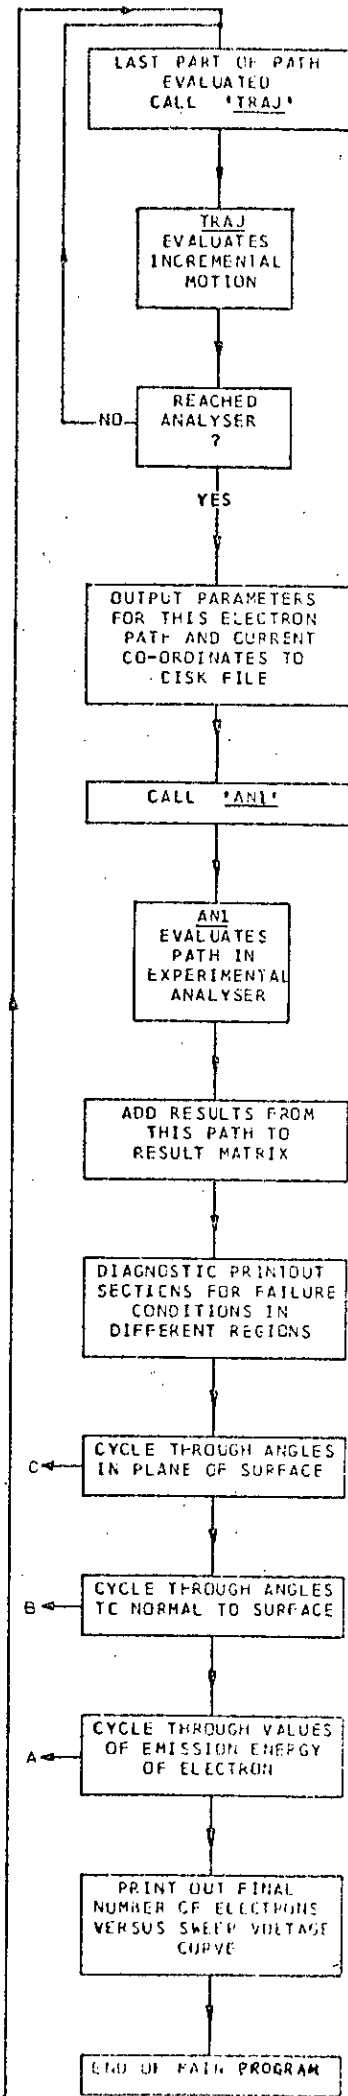 LAST PART OF PATH
EVALUATED
CALL 'TRAJ'
TRAJ
EVALUATES
INCREMENTAL
MOTION
NO
REACHED
ANALYSER
?
YES
OUTPUT PARAMETERS
FOR THIS ELECTRON
PATH AND CURRENT
CO-ORDINATES TO
DISK FILE
CALL 'AN1'
AN1
EVALUATES
PATH IN
EXPERIMENTAL
ANALYSER
ADD RESULTS FROM
THIS PATH TO
RESULT MATRIX
DIAGNOSTIC PRINTOUT
SECTIONS FOR FAILURE
CONDITIONS IN
DIFFERENT REGIONS
C
CYCLE THROUGH ANGLES
IN PLANE OF SURFACE
B
CYCLE THROUGH ANGLES
TO NORMAL TO SURFACE
A
CYCLE THROUGH VALUES
OF EMISSION ENERGY
OF ELECTRON
PRINT OUT FINAL
NUMBER OF ELECTRONS
VERSUS SWEEP VOLTAGE
CURVE
END OF MAIN PROGRAM